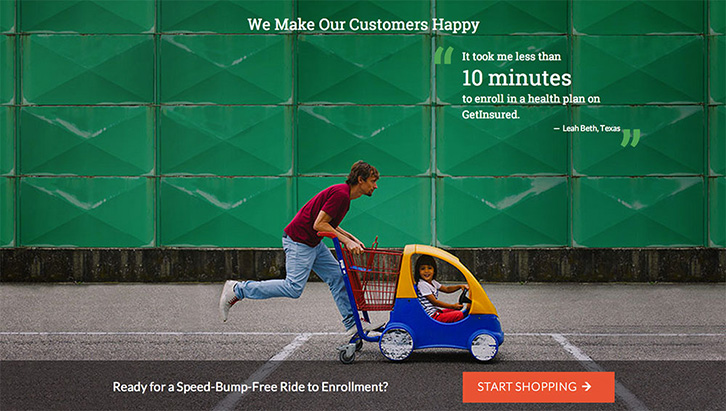 We Make Our Customers Happy
“ It took me less than
10 minutes
to enroll in a health plan on
GetInsured.
— Leah Beth, Texas ”
Ready for a Speed-Bump-Free Ride to Enrollment?
START SHOPPING →